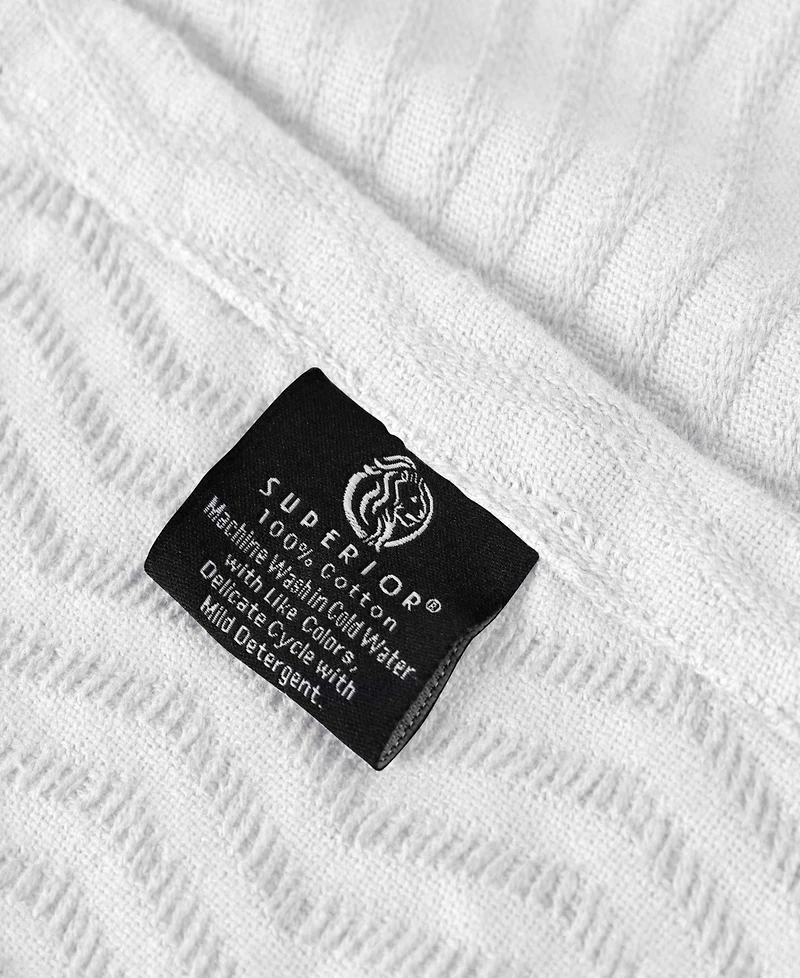 SUPERIOR®
100% Cotton
Machine Wash in Cold Water
with Like Colors,
Delicate Cycle with
Mild Detergent.